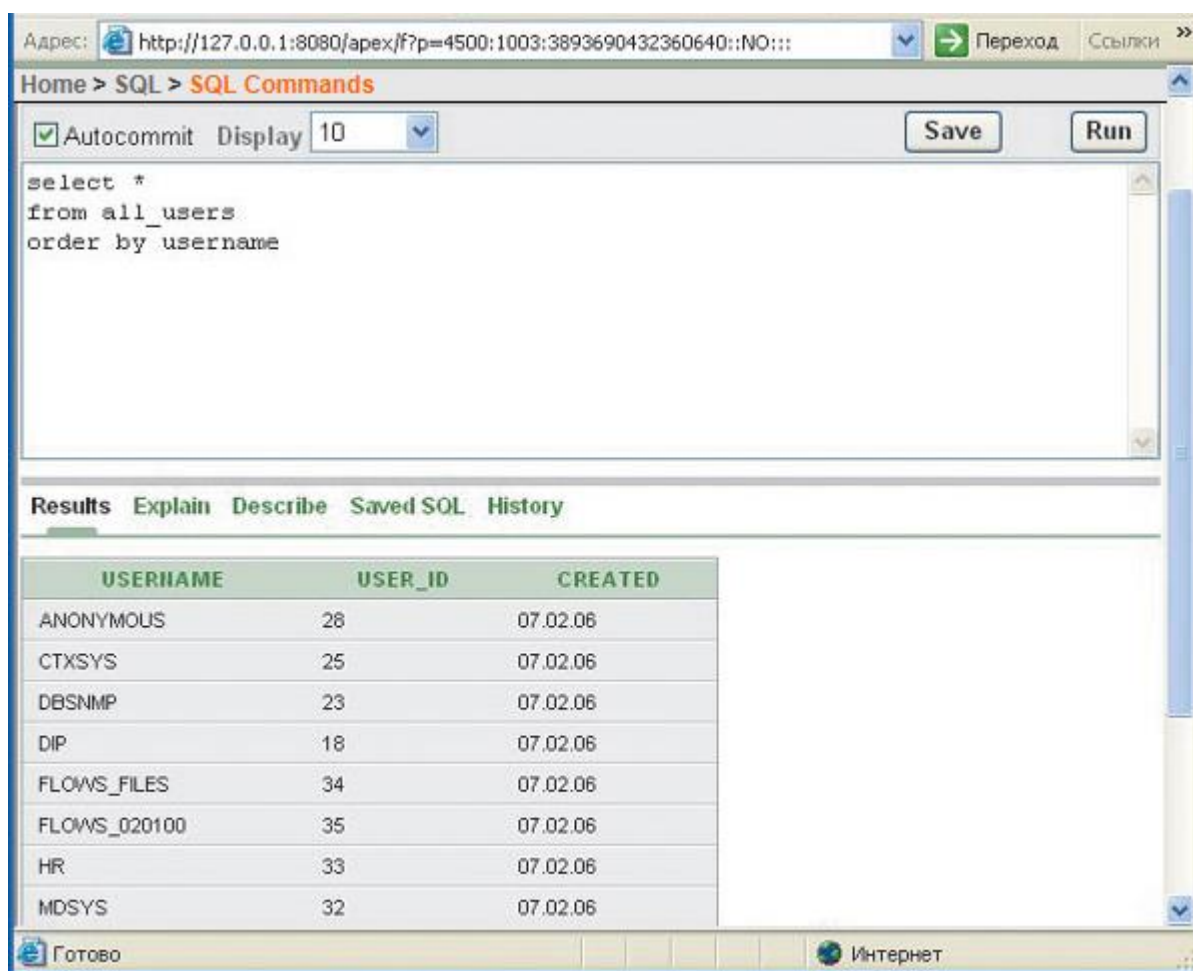 Адрес: http://127.0.0.1:8080/apex/f?p=4500:1003:3893690432360640::NO::: Переход Ссылки »
Home > SQL > SQL Commands
Autocommit Display 10 Save Run
select *
from all_users
order by username
Results Explain Describe Saved SQL History
USERNAME USER_ID CREATED
ANONYMOUS 28 07.02.06
CTXSYS 25 07.02.06
DBSNMP 23 07.02.06
DIP 18 07.02.06
FLOWS_FILES 34 07.02.06
FLOWS_020100 35 07.02.06
HR 33 07.02.06
MDSYS 32 07.02.06
Готово Интернет